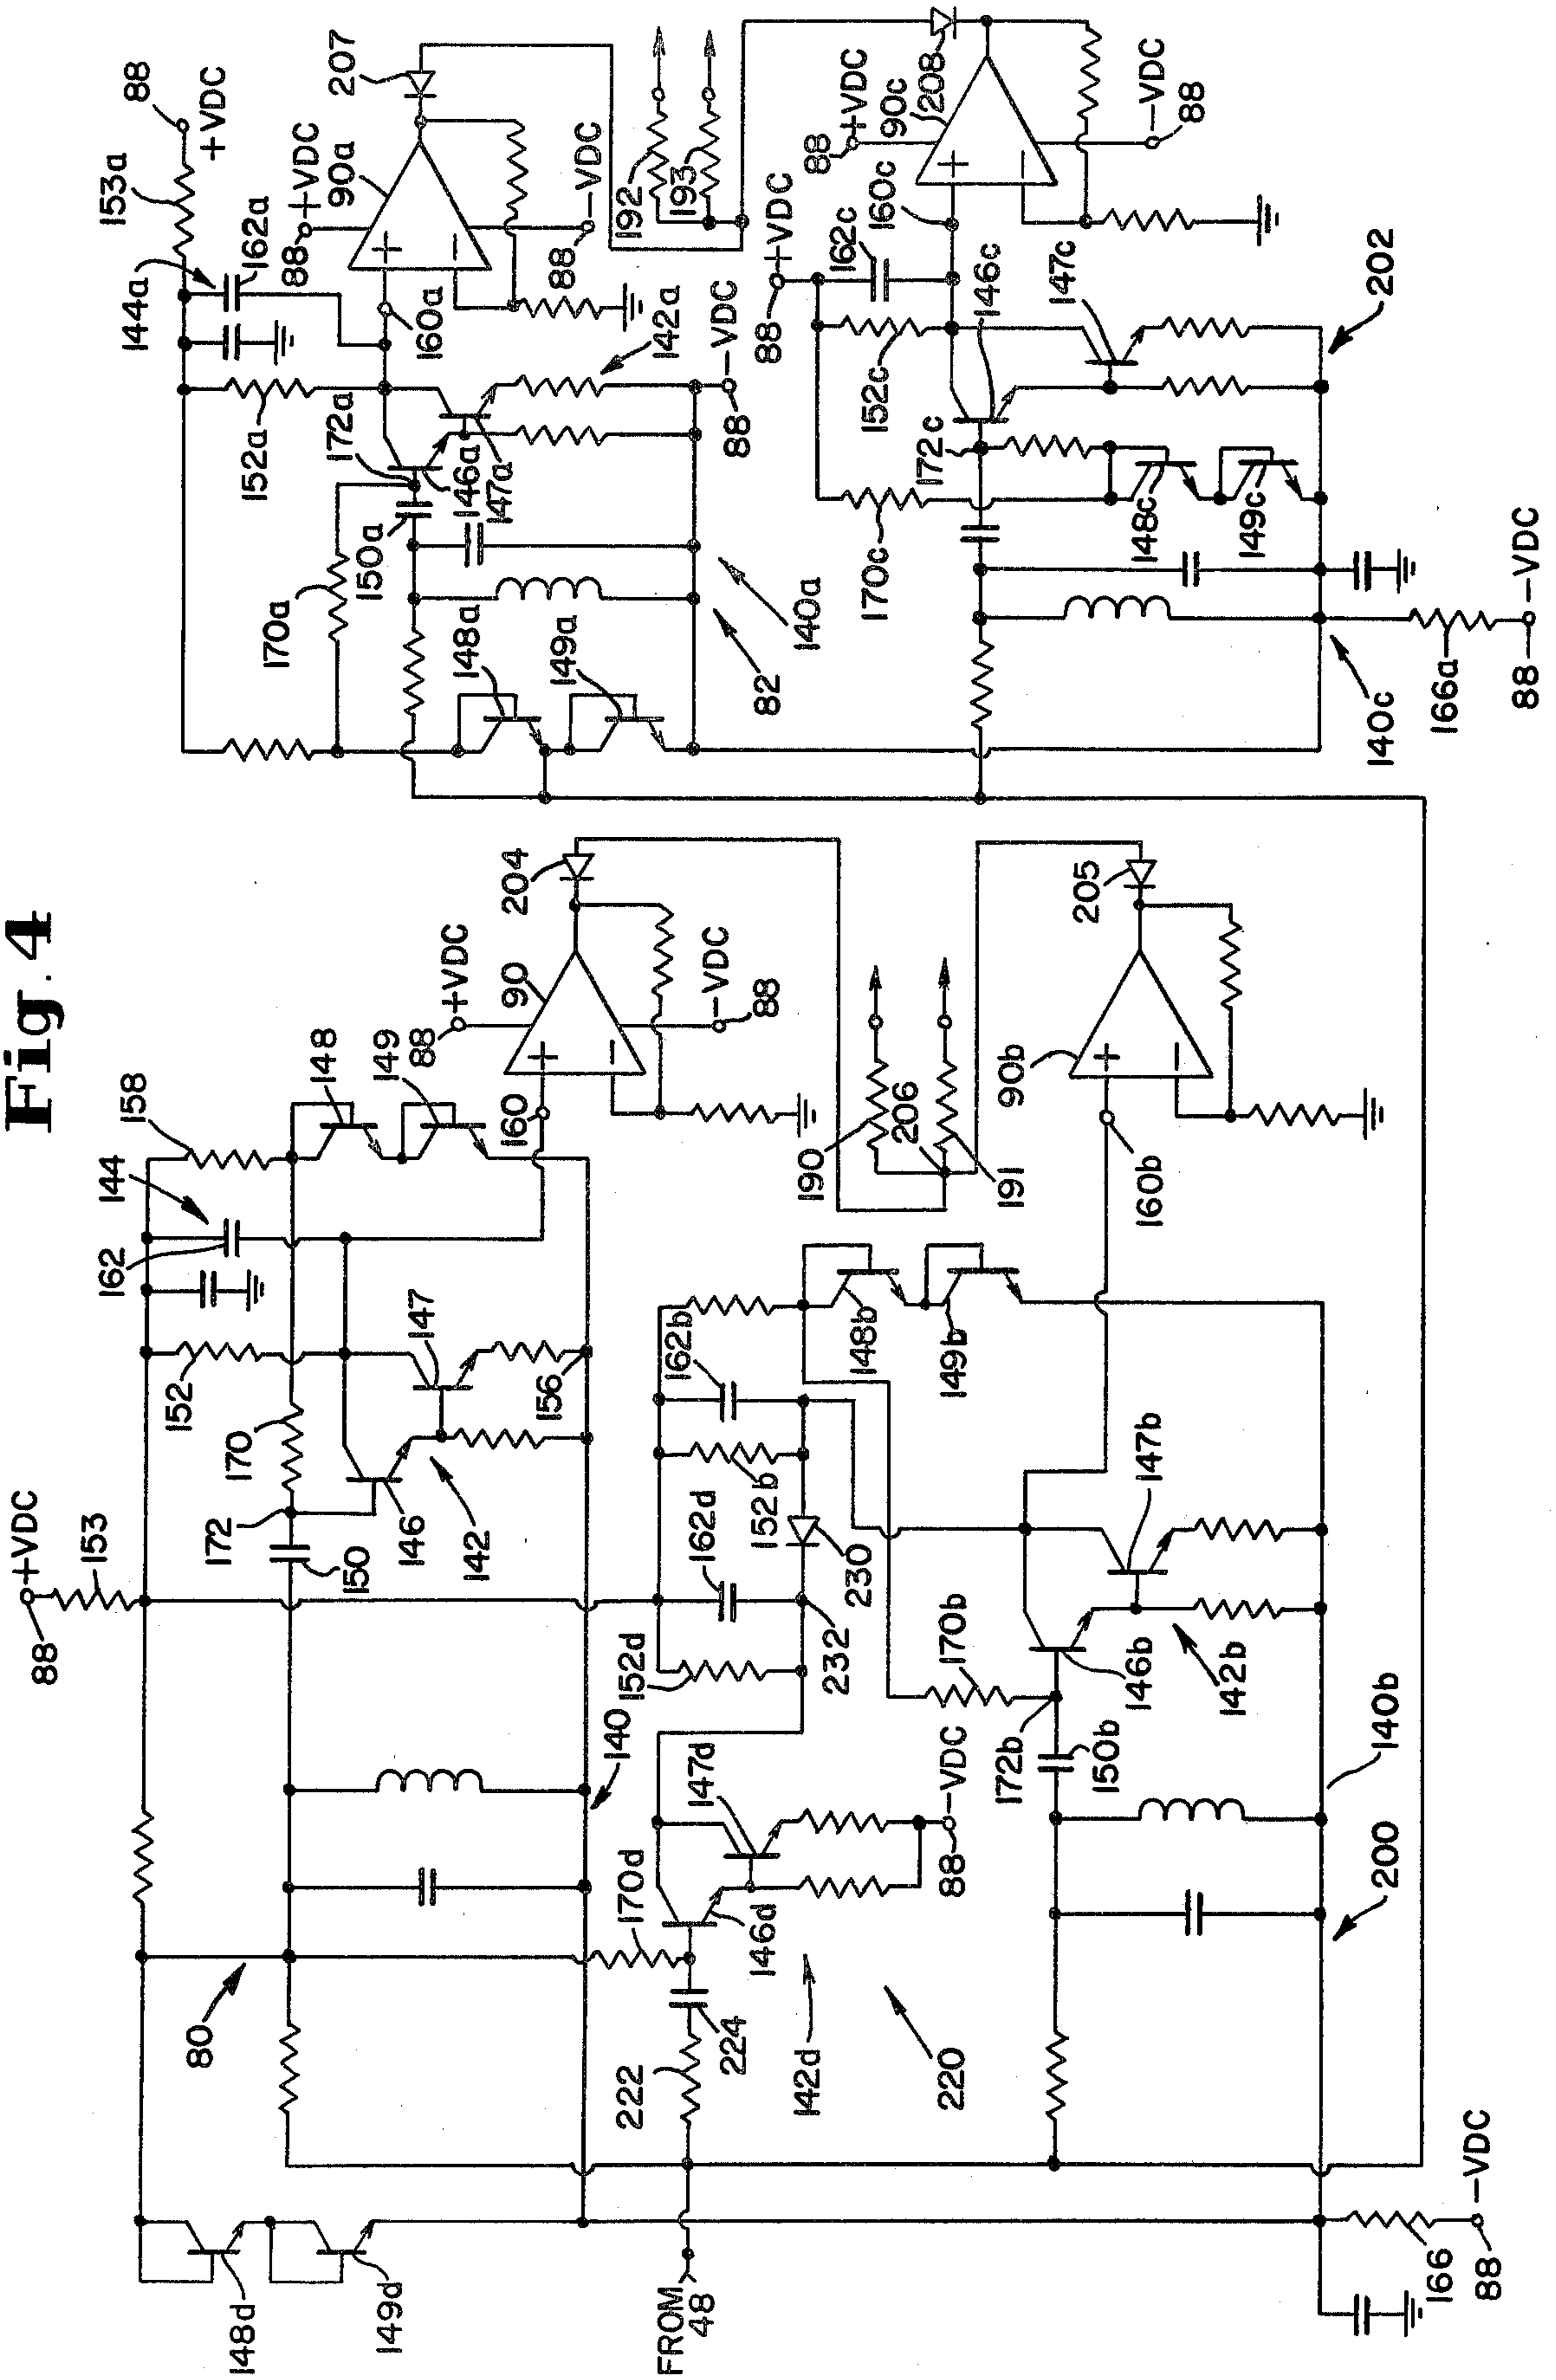 Fig. 4
88
+VDC
153
80
172
170
152
162
144
158
150
146
142
147
156
148
149
160
88
+VDC
90
-VDC
88
204
140
148d
149d
FROM
48
222
224
170d
146d
147d
142d
220
88
-VDC
152d
162d
232
230
152b
162b
148b
149b
170b
172b
150b
146b
142b
147b
140b
200
160b
90b
205
190
206
191
166
88
-VDC
88
+VDC
153a
144a
162a
152a
172a
170a
150a
146a
147a
148a
149a
142a
160a
88
+VDC
90a
88
-VDC
207
88
-VDC
82
140a
192
193
88
+VDC
162c
152c
160c
146c
147c
172c
170c
148c
149c
88
+VDC
90c
208
-VDC
88
202
140c
166a
88
-VDC